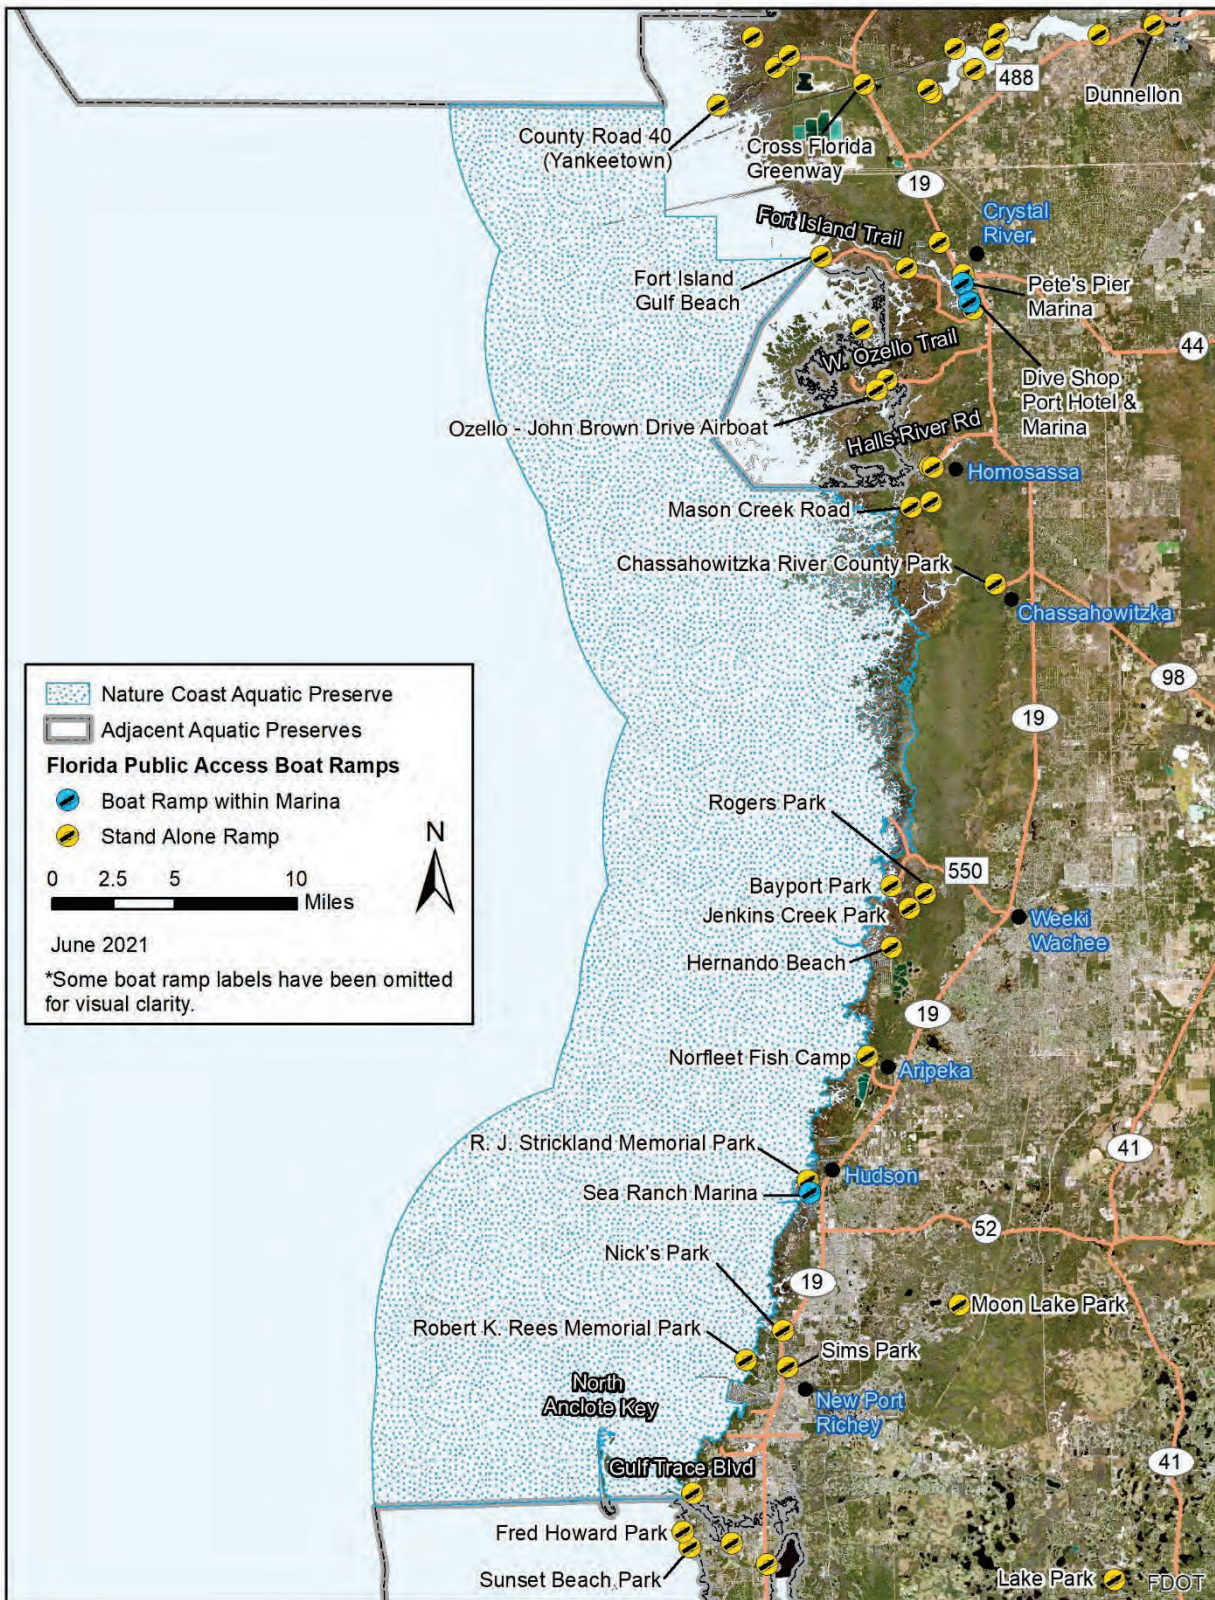 488
Dunnellon
County Road 40
(Yankeetown)
Cross Florida
Greenway
19
Crystal
River
Fort Island Trail
Fort Island
Gulf Beach
Pete's Pier
Marina
44
W. Ozello Trail
Dive Shop
Port Hotel &
Marina
Ozello - John Brown Drive Airboat
Halls River Rd
Homosassa
Mason Creek Road
Chassahowitzka River County Park
Chassahowitzka
98
19
Nature Coast Aquatic Preserve
Adjacent Aquatic Preserves
Florida Public Access Boat Ramps
Boat Ramp within Marina
Stand Alone Ramp
N
0 2.5 5 10
Miles
June 2021
*Some boat ramp labels have been omitted
for visual clarity.
Rogers Park
550
Bayport Park
Jenkins Creek Park
Weeki
Wachee
Hernando Beach
19
Norfleet Fish Camp
Aripeka
41
R. J. Strickland Memorial Park
Hudson
Sea Ranch Marina
52
Nick's Park
19
Moon Lake Park
Robert K. Rees Memorial Park
Sims Park
North
Anclote Key
New Port
Richey
Gulf Trace Blvd
41
Fred Howard Park
Sunset Beach Park
Lake Park
FDOT